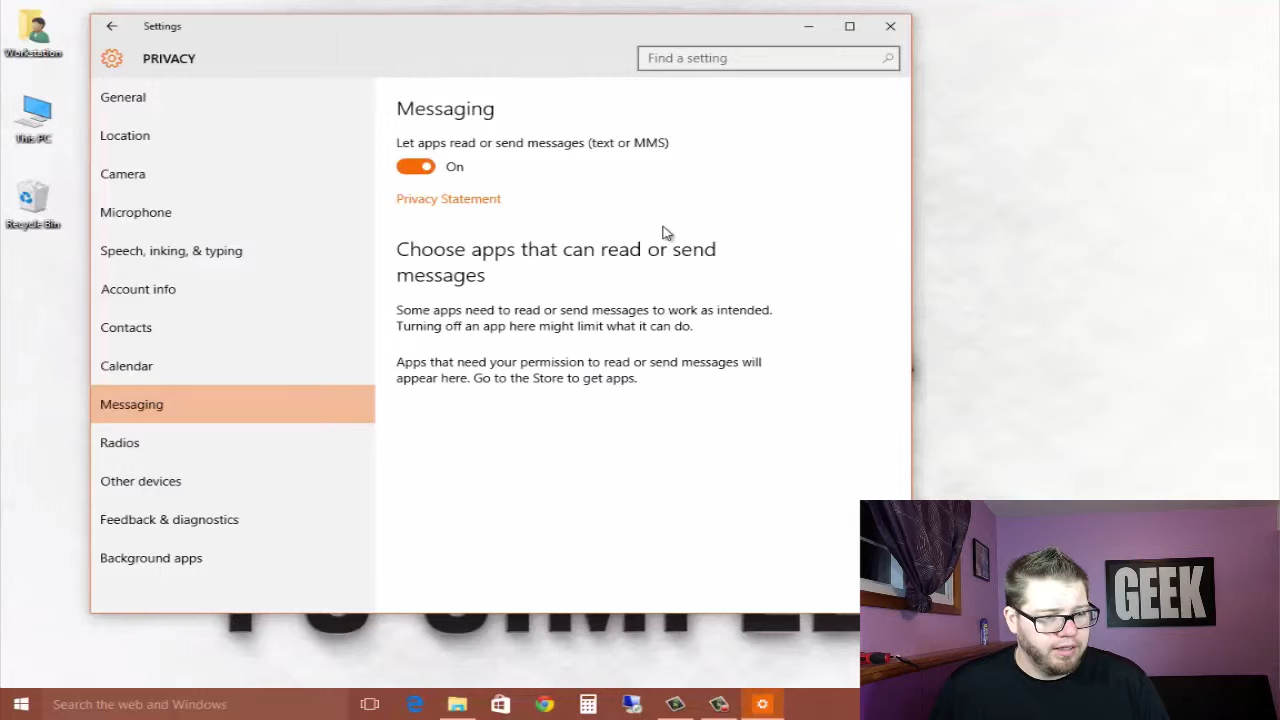 Workstation
This PC
Recycle Bin
Settings
PRIVACY
Find a setting
General
Location
Camera
Microphone
Speech, inking, & typing
Account info
Contacts
Calendar
Messaging
Radios
Other devices
Feedback & diagnostics
Background apps
Messaging
Let apps read or send messages (text or MMS)
On
Privacy Statement
Choose apps that can read or send
messages
Some apps need to read or send messages to work as intended.
Turning off an app here might limit what it can do.
Apps that need your permission to read or send messages will
appear here. Go to the Store to get apps.
GEEK
Search the web and Windows